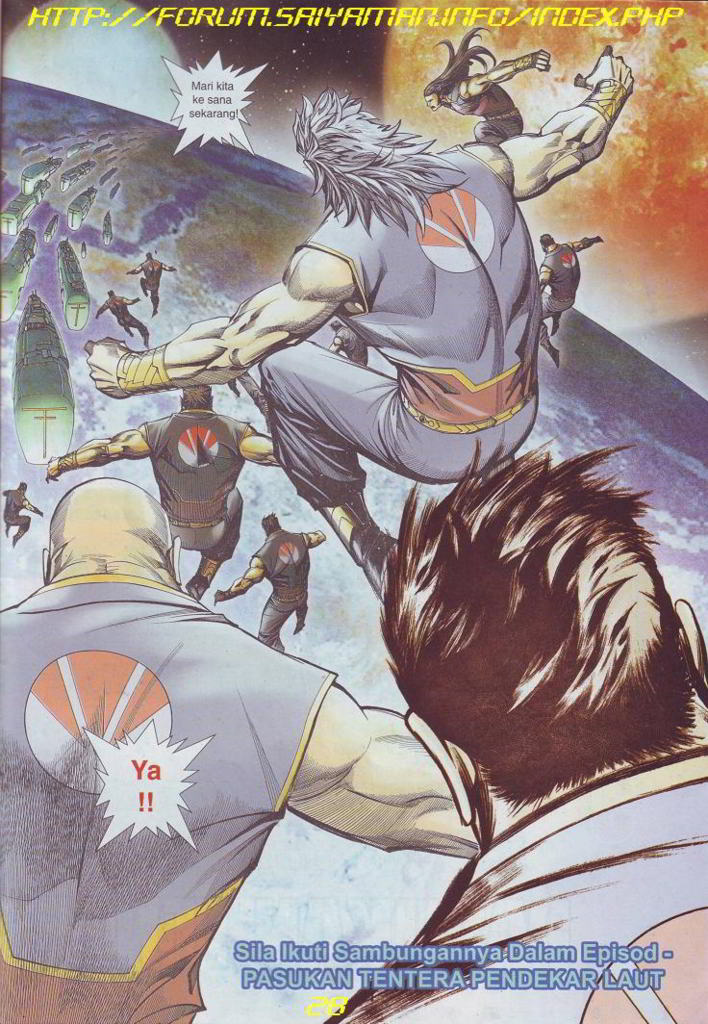 HTTP://FORUM.SAIYAMAN.INFO/INDEX.PHP
Mari kita
ke sana
sekarang!
Ya
!!
Sila Ikuti Sambungannya Dalam Episod -
PASUKAN TENTERA PENDEKAR LAUT
28